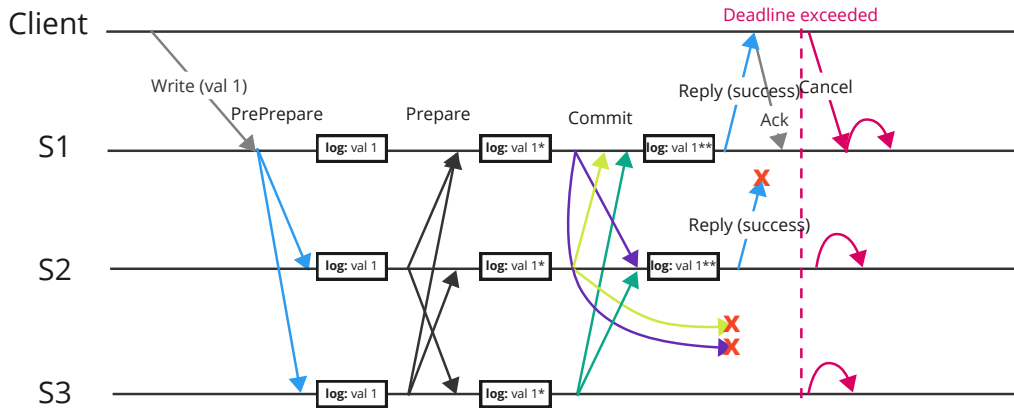 Deadline exceeded
Client
Write (val 1)
Reply (success)
Cancel
PrePrepare
Prepare
Commit
Ack
S1
log: val 1
log: val 1*
log: val 1**
X
Reply (success)
S2
log: val 1
log: val 1*
log: val 1**
X
X
S3
log: val 1
log: val 1*